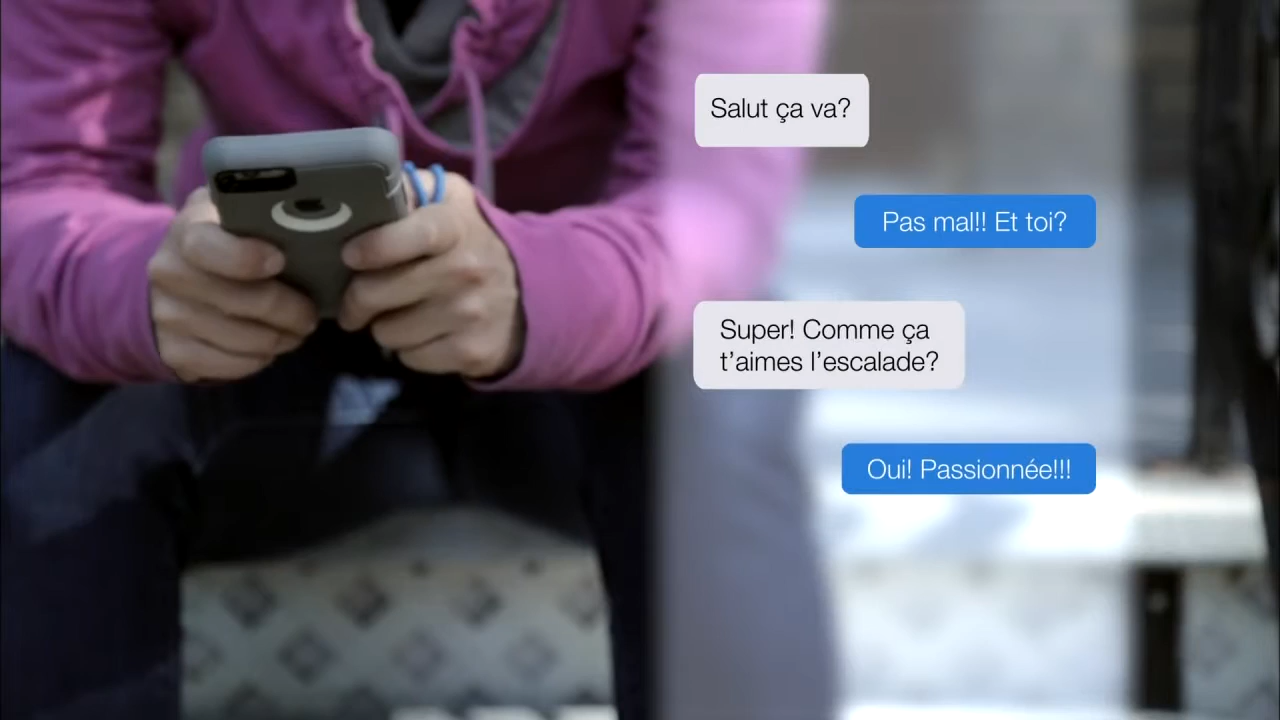 Salut ça va?
Pas mal!! Et toi?
Super! Comme ça
t’aimes l’escalade?
Oui! Passionnée!!!